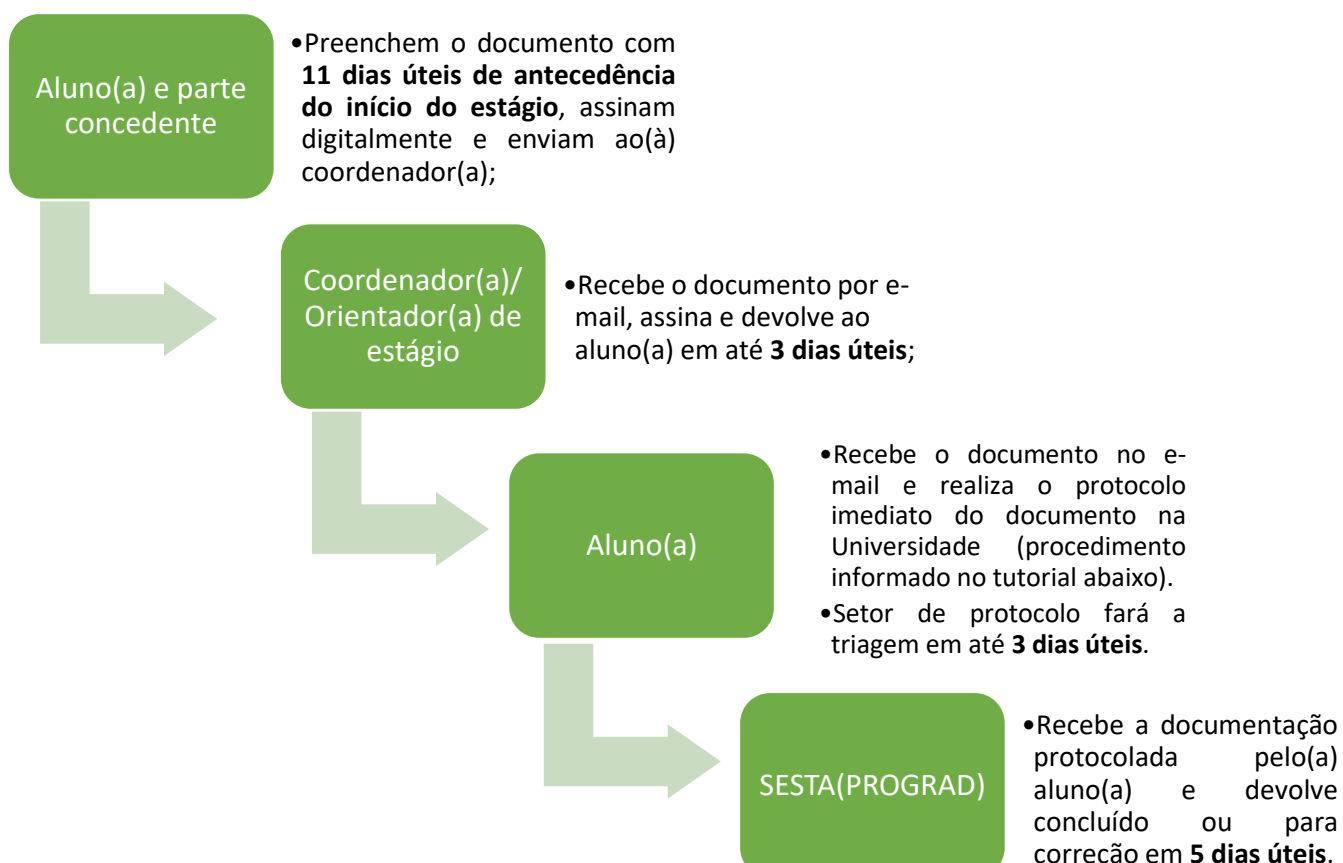 Aluno(a) e parte
concedente
•Preenchem o documento com
11 dias úteis de antecedência
do início do estágio, assinam
digitalmente e enviam ao(à)
coordenador(a);
Coordenador(a)/
Orientador(a) de
estágio
•Recebe o documento por e-
mail, assina e devolve ao
aluno(a) em até 3 dias úteis;
Aluno(a)
•Recebe o documento no e-
mail e realiza o protocolo
imediato do documento na
Universidade (procedimento
informado no tutorial abaixo).
•Setor de protocolo fará a
triagem em até 3 dias úteis.
SESTA(PROGRAD)
•Recebe a documentação
protocolada pelo(a)
aluno(a) e devolve
concluído ou para
correção em 5 dias úteis.